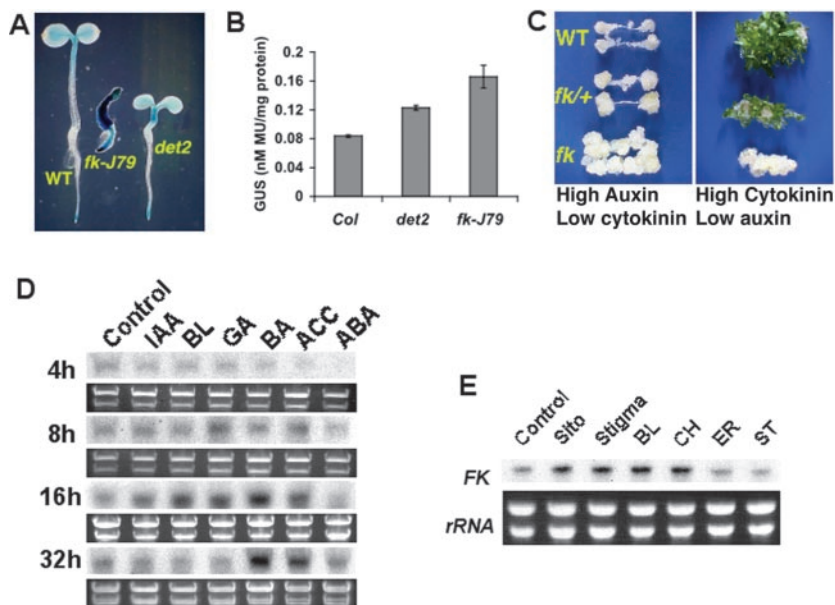 A
WT
fk-J79
det2
B
GUS (nM MU/mg protein)
0.2
0.16
0.12
0.08
0
Col
det2
fk-J79
C
WT
fk/+
fk
High Auxin
Low cytokinin
High Cytokinin
Low auxin
D
Control
IAA
BL
GA
BA
ACC
ABA
4h
8h
16h
32h
E
Control
Sito
Stigma
BL
CH
ER
ST
FK
rRNA